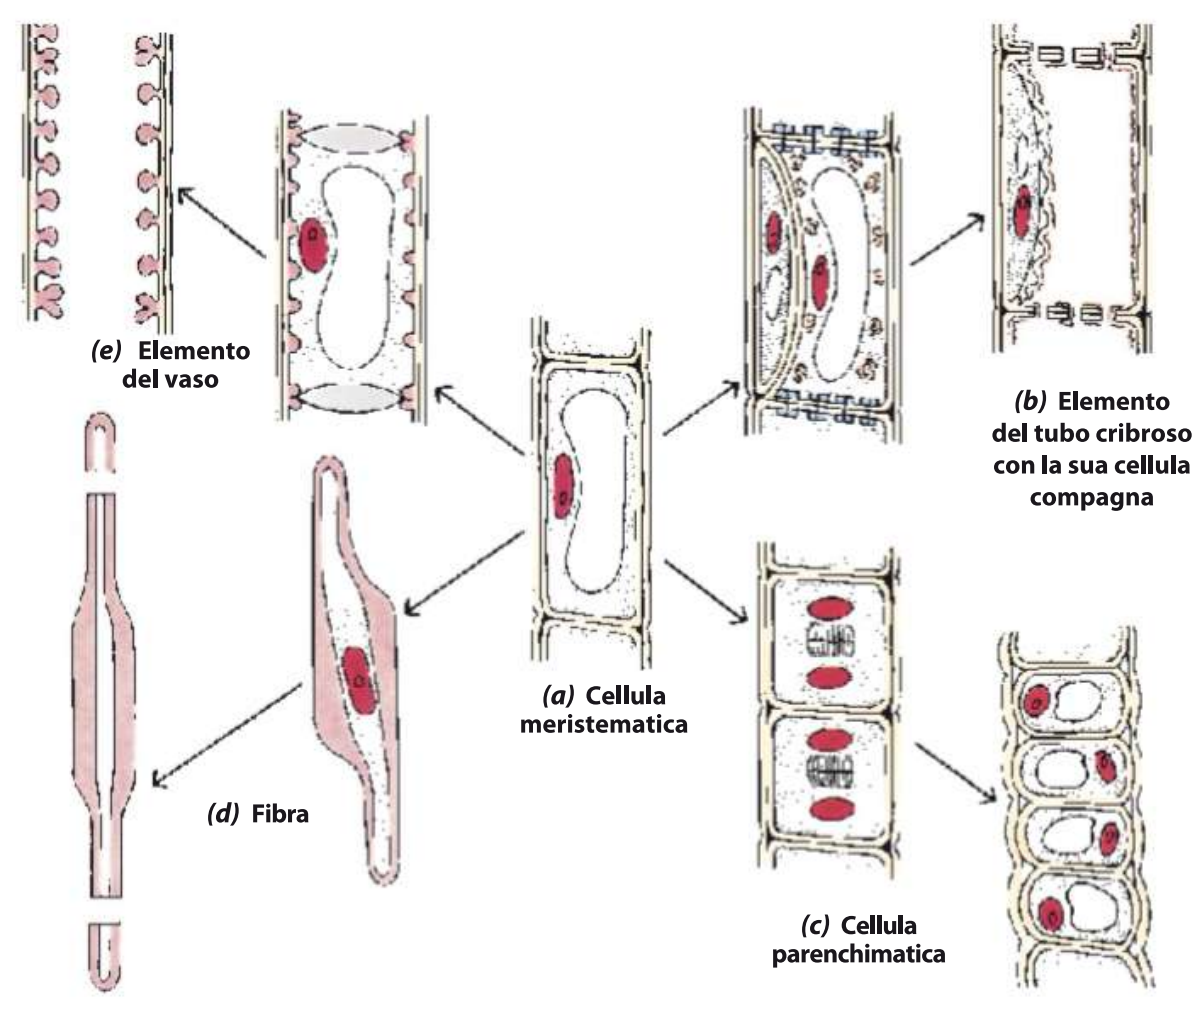 (e) Elemento
del vaso
(b) Elemento
del tubo cribroso
con la sua cellula
compagna
(a) Cellula
meristematica
(d) Fibra
(c) Cellula
parenchimatica